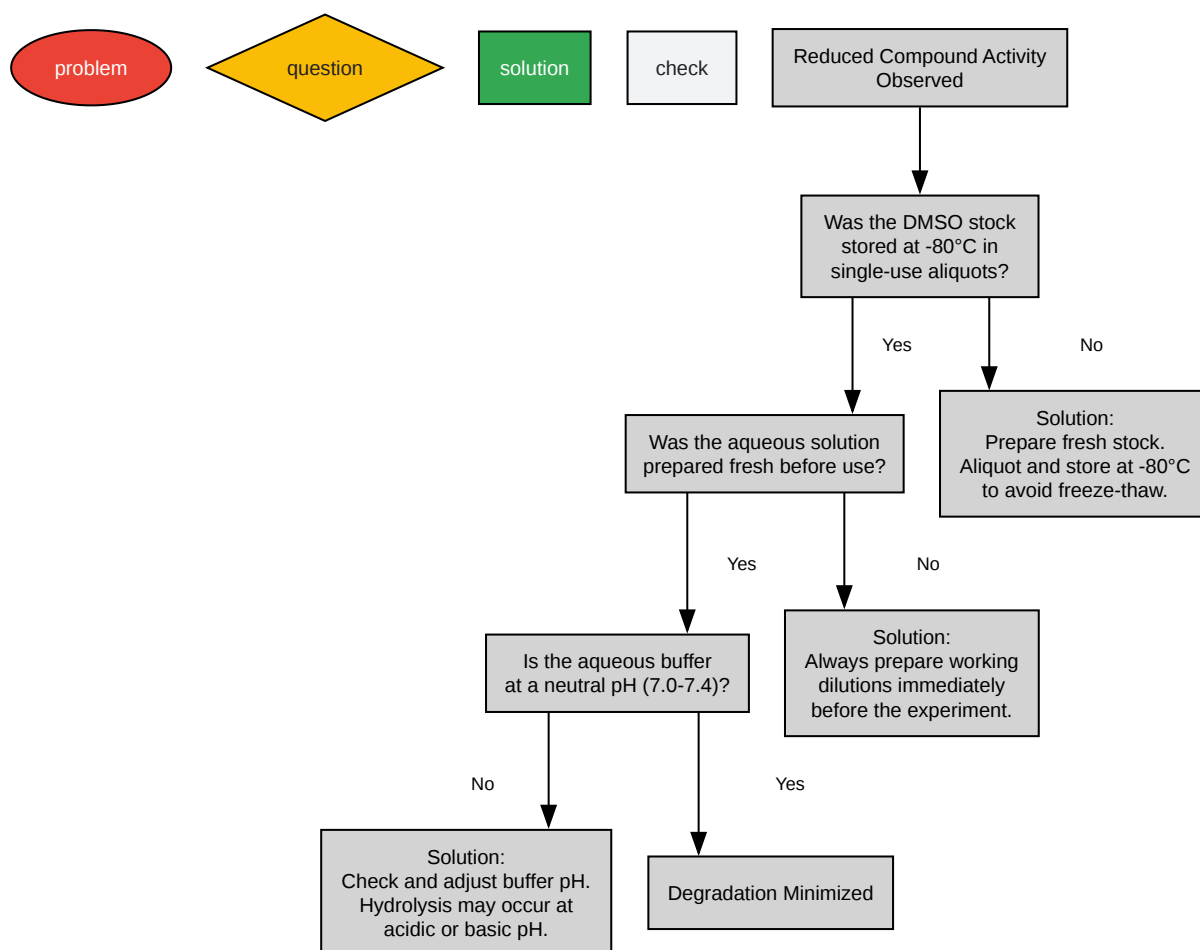 problem
question
solution
check
Reduced Compound Activity
Observed
Was the DMSO stock
stored at -80°C in
single-use aliquots?
Yes
No
Was the aqueous solution
prepared fresh before use?
Solution:
Prepare fresh stock.
Aliquot and store at -80°C
to avoid freeze-thaw.
Yes
No
Is the aqueous buffer
at a neutral pH (7.0-7.4)?
Solution:
Always prepare working
dilutions immediately
before the experiment.
No
Yes
Solution:
Check and adjust buffer pH.
Hydrolysis may occur at
acidic or basic pH.
Degradation Minimized